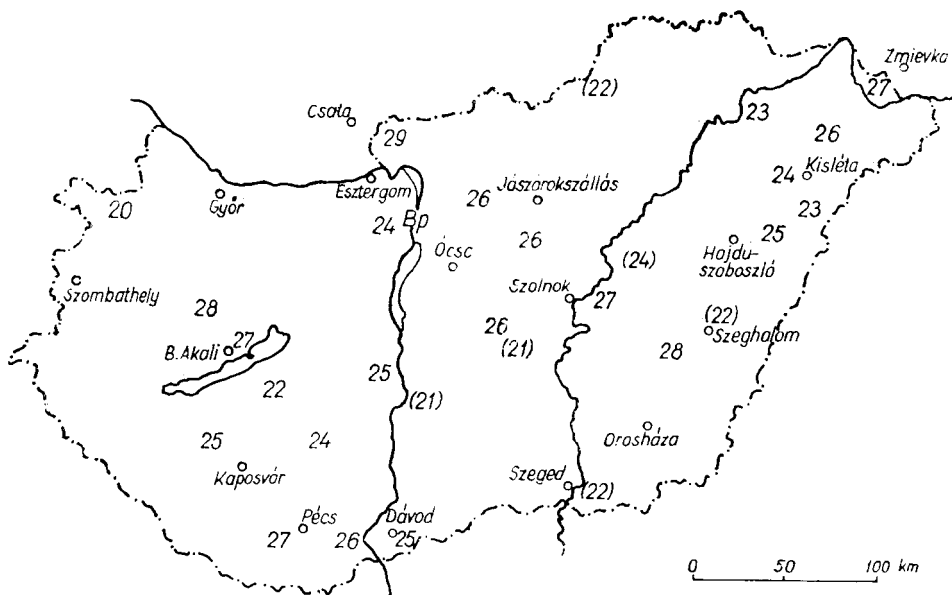 Zmievka
(22)
27
23
Csata
29
26
Kisléta
24
Esztergom
Jászárokszállás
26
20
Győr
24
Bp
23
25
26
Hajdú-
szoboszló
Ócsc
(24)
Szombathely
Szolnok
27
28
(22)
Szeghalom
26
(21)
27
B.Akali
28
25
22
(21)
25
24
Orosháza
Kaposvár
Szeged
(22)
Pécs
27
26
Dávod
25
0
50
100 km